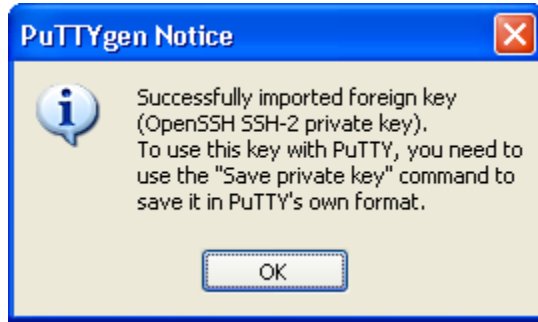 PuTTYgen Notice
Successfully imported foreign key
(OpenSSH SSH-2 private key).
To use this key with PuTTY, you need to
use the "Save private key" command to
save it in PuTTY's own format.
OK